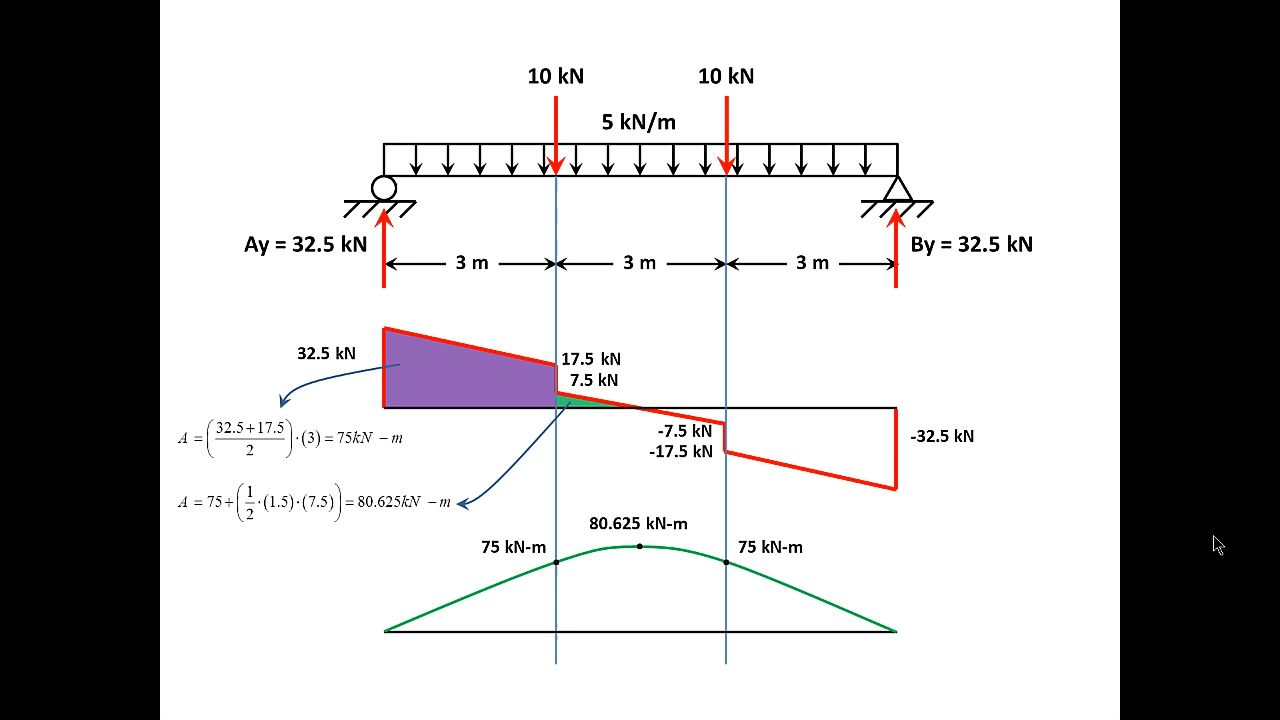 10 kN
10 kN
5 kN/m
Ay = 32.5 kN
By = 32.5 kN
3 m
3 m
3 m
32.5 kN
17.5 kN
7.5 kN
-7.5 kN
-17.5 kN
-32.5 kN
A = ((32.5+17.5)/2)·(3) = 75kN − m
A = 75+(1/2·(1.5)·(7.5)) = 80.625kN − m
80.625 kN-m
75 kN-m
75 kN-m